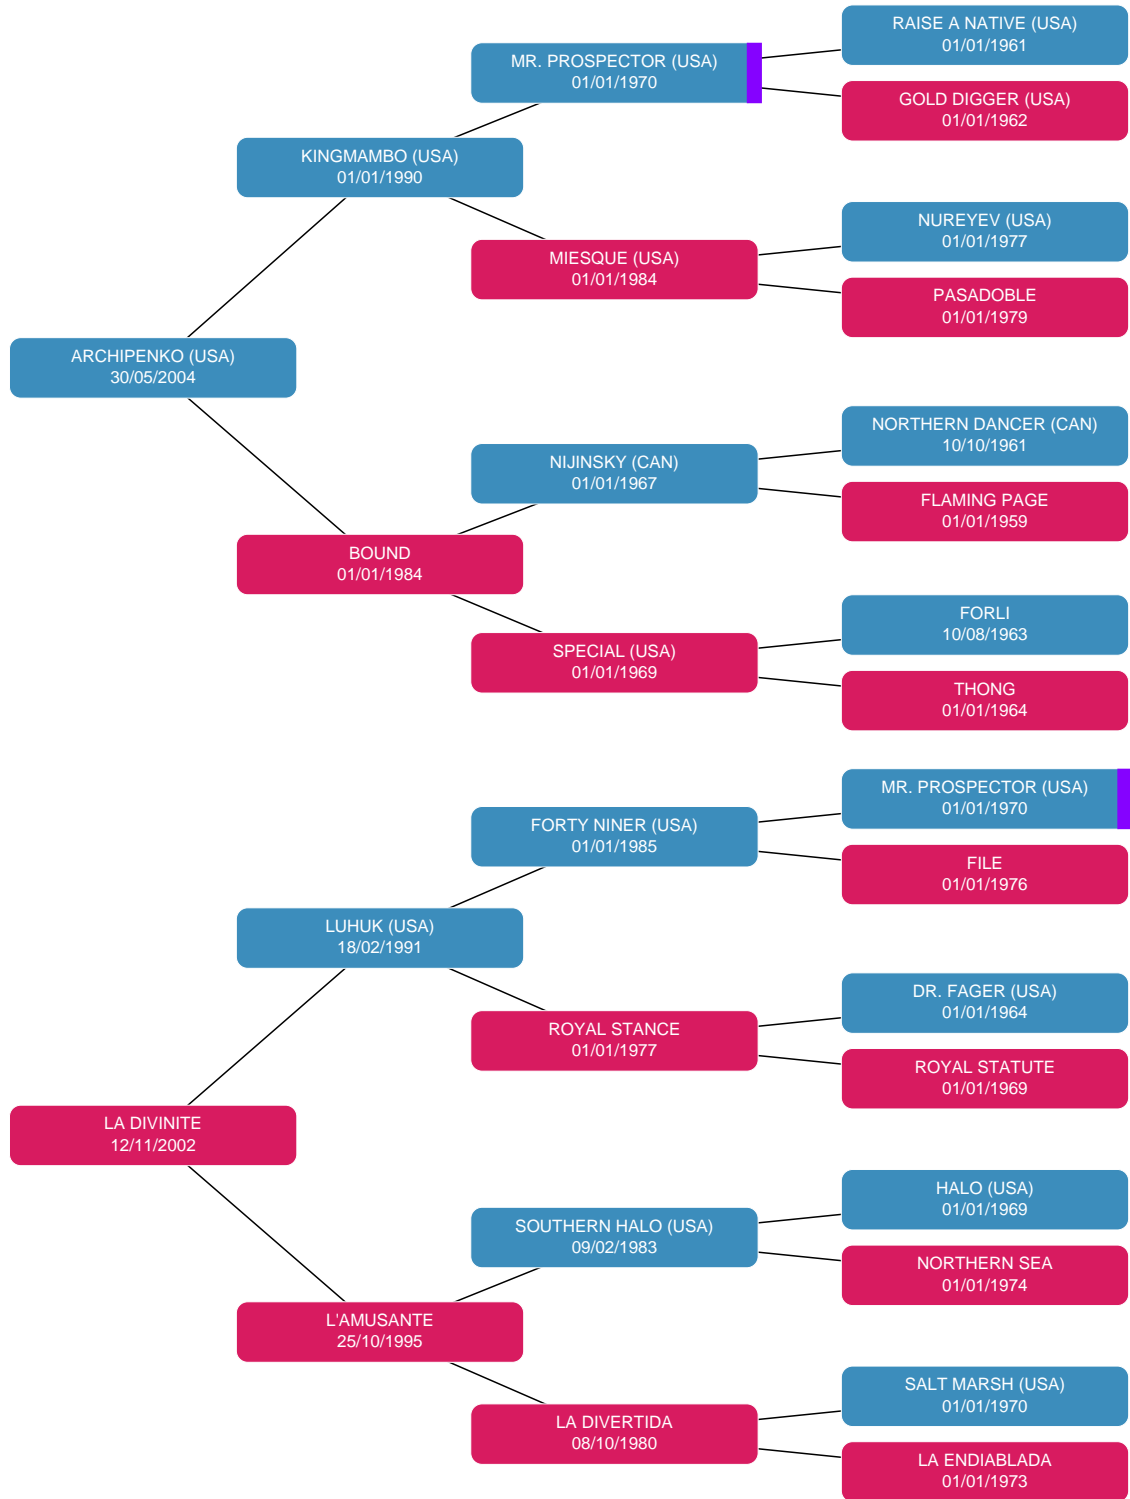 RAISE A NATIVE (USA)
01/01/1961
MR. PROSPECTOR (USA)
01/01/1970
GOLD DIGGER (USA)
01/01/1962
KINGMAMBO (USA)
01/01/1990
NUREYEV (USA)
01/01/1977
MIESQUE (USA)
01/01/1984
PASADOBLE
01/01/1979
ARCHIPENKO (USA)
30/05/2004
NORTHERN DANCER (CAN)
10/10/1961
NIJINSKY (CAN)
01/01/1967
FLAMING PAGE
01/01/1959
BOUND
01/01/1984
FORLI
10/08/1963
SPECIAL (USA)
01/01/1969
THONG
01/01/1964
MR. PROSPECTOR (USA)
01/01/1970
FORTY NINER (USA)
01/01/1985
FILE
01/01/1976
LUHUK (USA)
18/02/1991
DR. FAGER (USA)
01/01/1964
ROYAL STANCE
01/01/1977
ROYAL STATUTE
01/01/1969
LA DIVINITE
12/11/2002
HALO (USA)
01/01/1969
SOUTHERN HALO (USA)
09/02/1983
NORTHERN SEA
01/01/1974
L'AMUSANTE
25/10/1995
SALT MARSH (USA)
01/01/1970
LA DIVERTIDA
08/10/1980
LA ENDIABLADA
01/01/1973